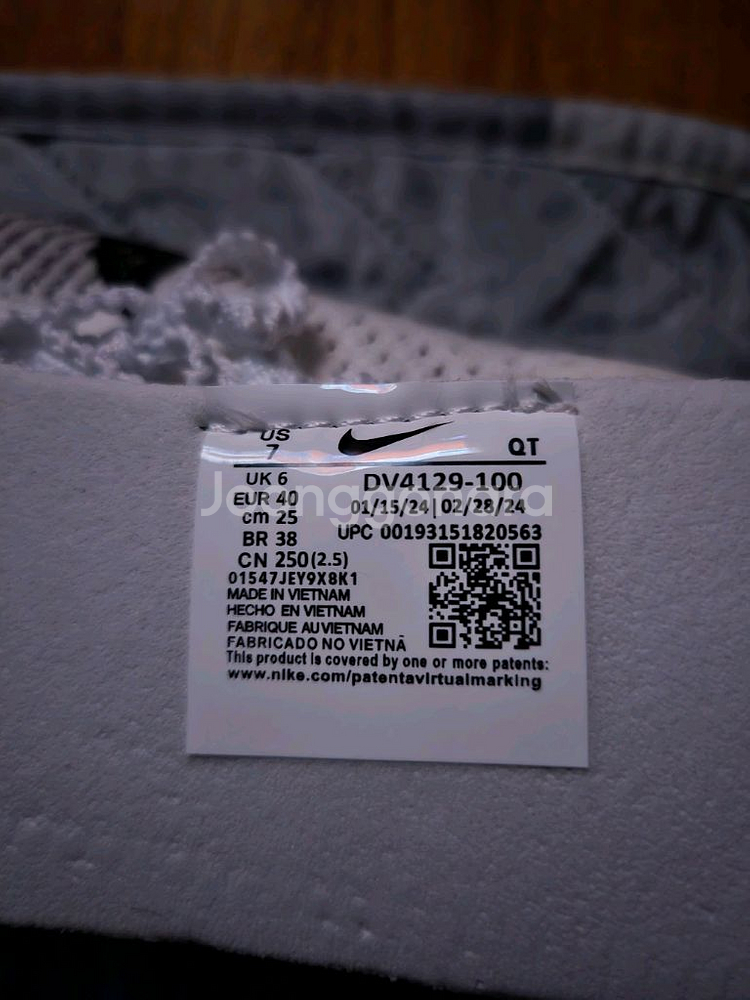 US
7
QT
UK 6
EUR 40
cm 25
BR 38
CN 250(2.5)
DV4129-100
01/15/24|02/28/24
UPC 00193151820563
01547JEY9X8K1
MADE IN VIETNAM
HECHO EN VIETNAM
FABRIQUE AU VIETNAM
FABRICADO NO VIETNÃ
This product is covered by one or more patents:
www.nike.com/patentavirtualmarking
Joonggonara